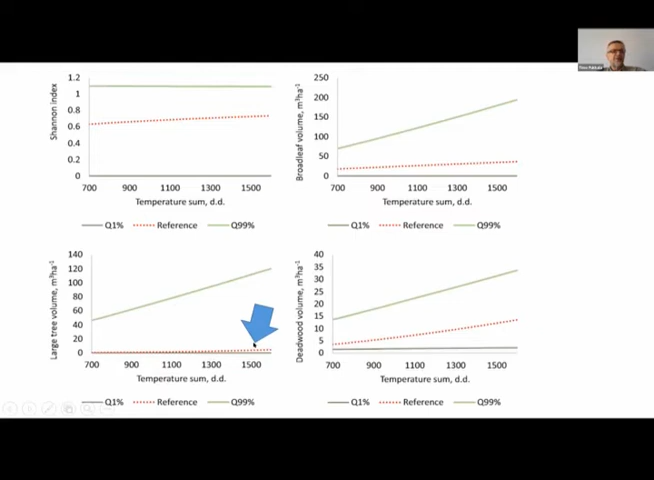 Shannon index
1.2
1
0.8
0.6
0.4
0.2
0
700 900 1100 1300 1500
Temperature sum, d.d.
Q1% Reference Q99%
Broadleaf volume, m³ha⁻¹
250
200
150
100
50
0
700 900 1100 1300 1500
Temperature sum, d.d.
Q1% Reference Q99%
Large tree volume, m³ha⁻¹
140
120
100
80
60
40
20
0
700 900 1100 1300 1500
Temperature sum, d.d.
Q1% Reference Q99%
Deadwood volume, m³ha⁻¹
40
35
30
25
20
15
10
5
0
700 900 1100 1300 1500
Temperature sum, d.d.
Q1% Reference Q99%